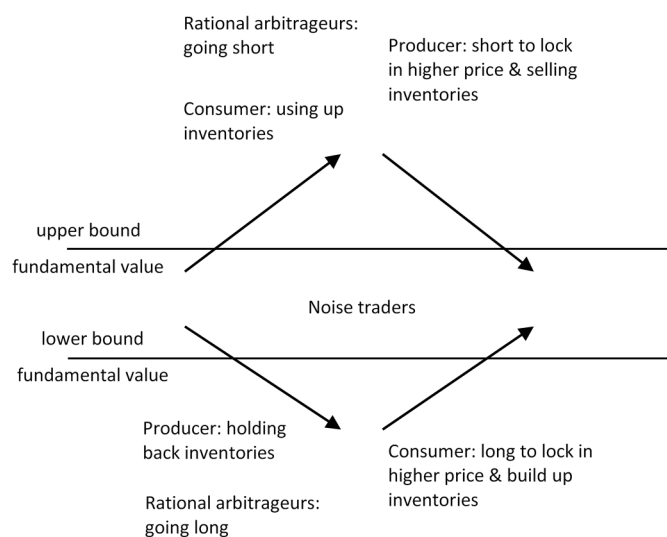 Rational arbitrageurs:
going short
Producer: short to lock
in higher price & selling
inventories
Consumer: using up
inventories
upper bound
fundamental value
Noise traders
lower bound
fundamental value
Producer: holding
back inventories
Consumer: long to lock in
higher price & build up
inventories
Rational arbitrageurs:
going long